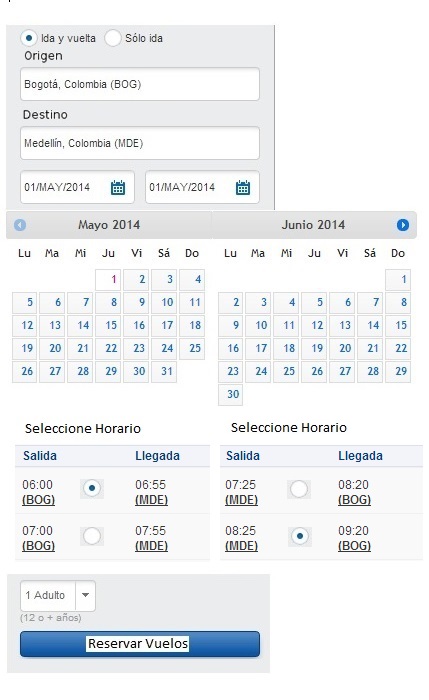 Ida y vuelta Sólo ida
Origen
Bogotá, Colombia (BOG)
Destino
Medellín, Colombia (MDE)
01/MAY/2014 01/MAY/2014
Mayo 2014 Junio 2014
Lu Ma Mi Ju Vi Sá Do Lu Ma Mi Ju Vi Sá Do
1 2 3 4 1
5 6 7 8 9 10 11 2 3 4 5 6 7 8
12 13 14 15 16 17 18 9 10 11 12 13 14 15
19 20 21 22 23 24 25 16 17 18 19 20 21 22
26 27 28 29 30 31 23 24 25 26 27 28 29
30
Seleccione Horario Seleccione Horario
Salida Llegada Salida Llegada
06:00 06:55 07:25 08:20
(BOG) (MDE) (MDE) (BOG)
07:00 07:55 08:25 09:20
(BOG) (MDE) (MDE) (BOG)
1 Adulto
(12 o + años)
Reservar Vuelos